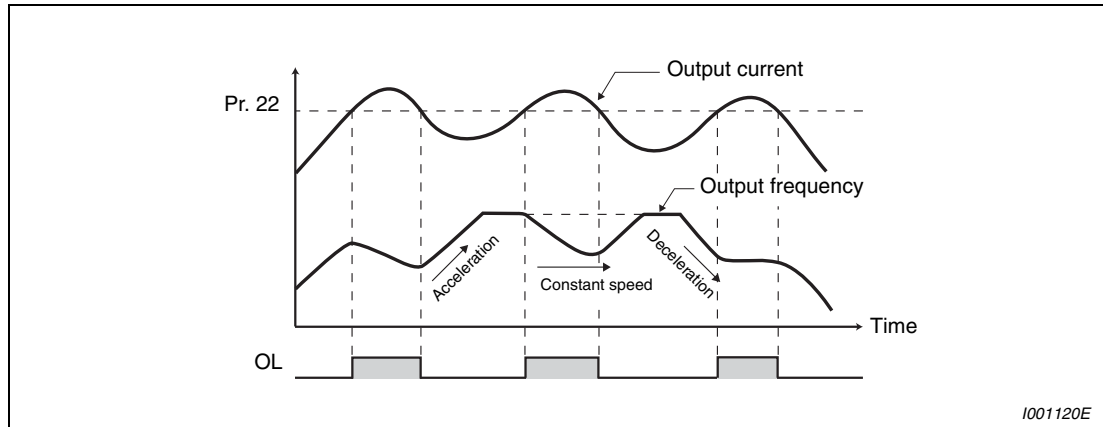 Output current
Pr. 22
Output frequency
Acceleration
Constant speed
Deceleration
Time
OL
I001120E